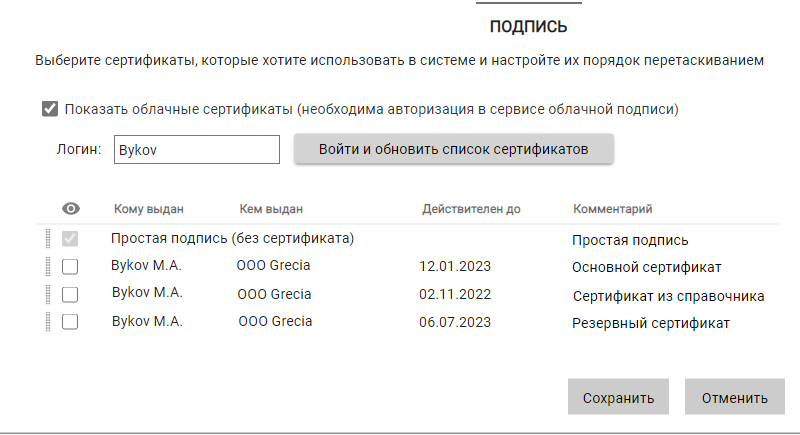 ПОДПИСЬ
Выберите сертификаты, которые хотите использовать в системе и настройте их порядок перетаскиванием
Показать облачные сертификаты (необходима авторизация в сервисе облачной подписи)
Логин: Bykov Войти и обновить список сертификатов
Кому выдан Кем выдан Действителен до Комментарий
Простая подпись (без сертификата) Простая подпись
Bykov M.A. ООО Grecia 12.01.2023 Основной сертификат
Bykov M.A. ООО Grecia 02.11.2022 Сертификат из справочника
Bykov M.A. ООО Grecia 06.07.2023 Резервный сертификат
Сохранить Отменить